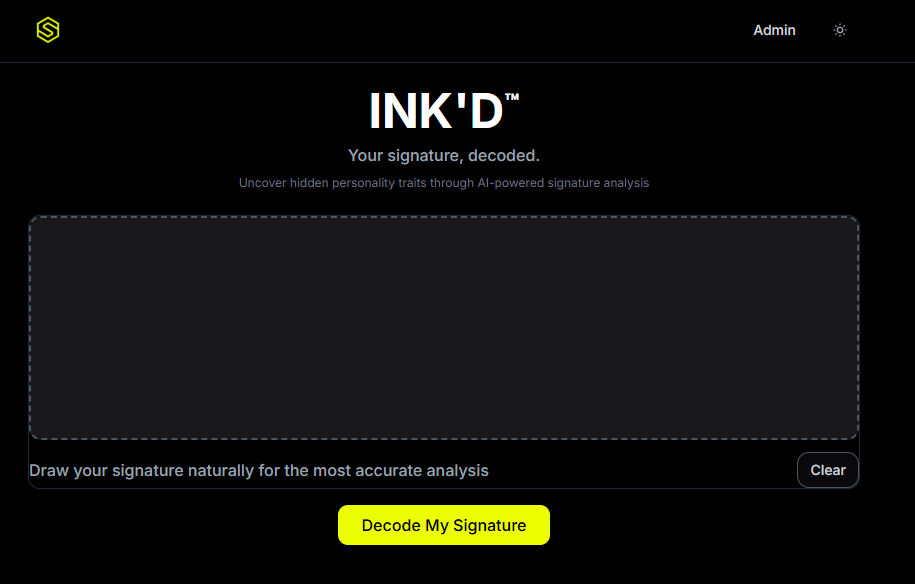 Admin
INK'D™
Your signature, decoded.
Uncover hidden personality traits through AI-powered signature analysis
Draw your signature naturally for the most accurate analysis
Clear
Decode My Signature